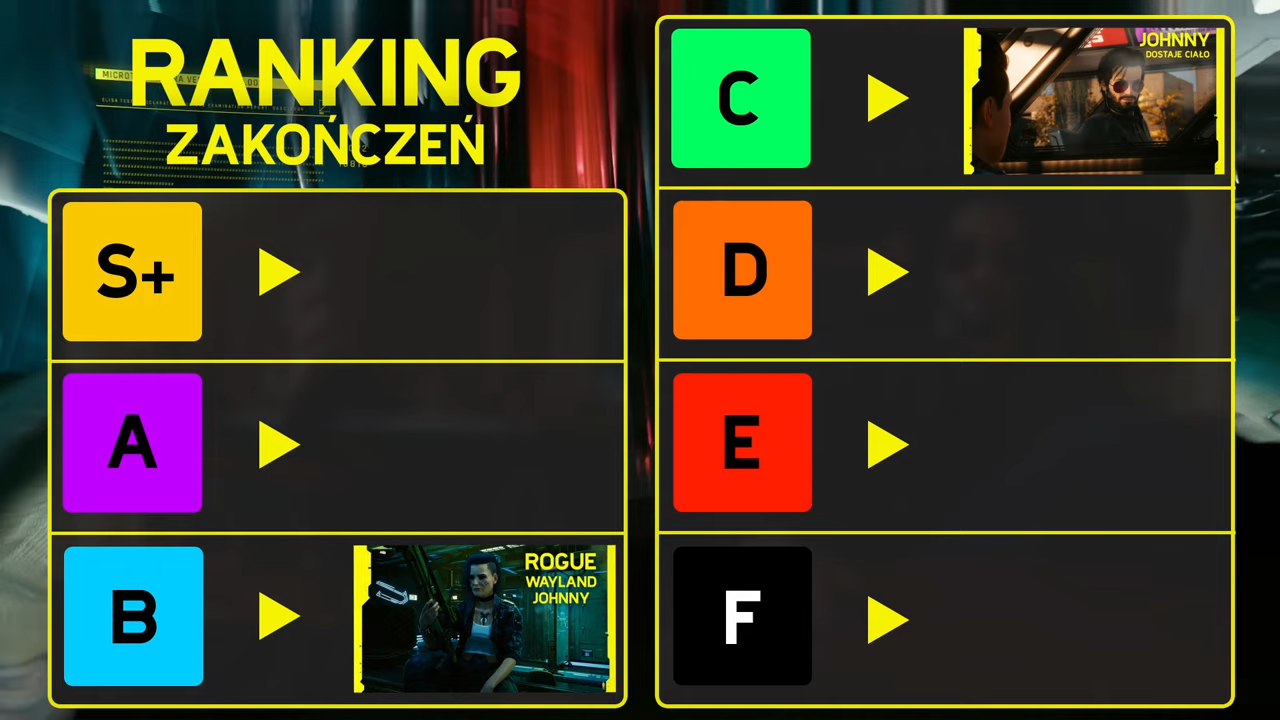 RANKING
ZAKOŃCZEŃ
S+
A
B
ROGUE
WAYLAND
JOHNNY
C
JOHNNY
DOSTAJE CIAŁO
D
E
F